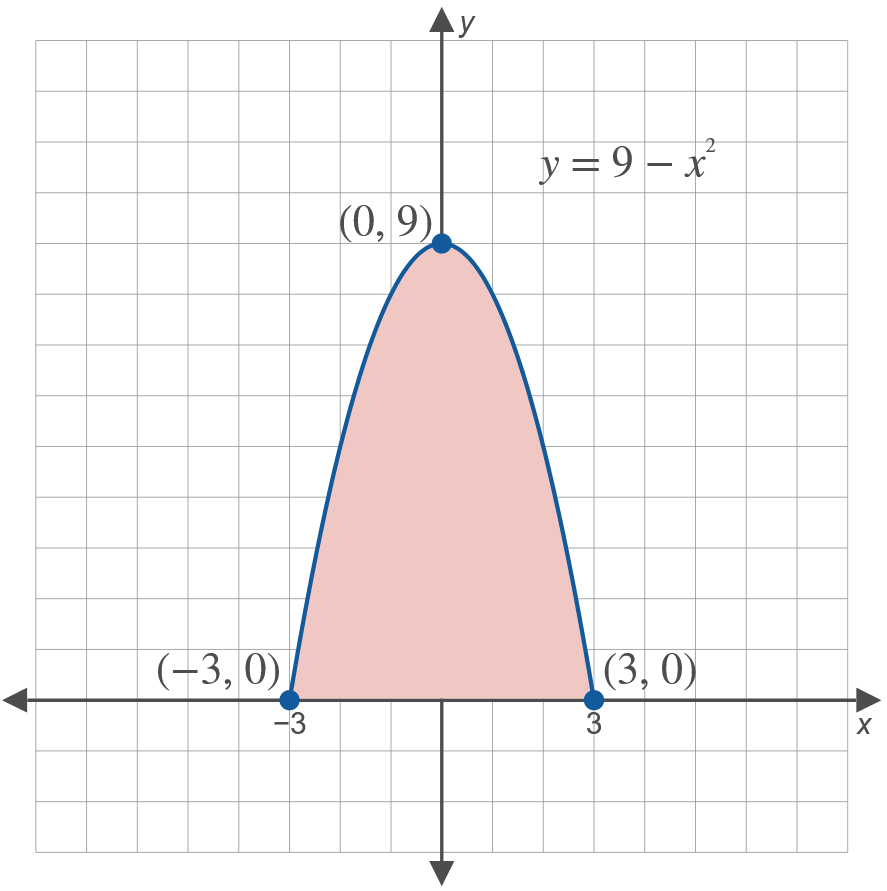 y
y = 9 − x²
(0, 9)
(−3, 0)
(3, 0)
−3
3
x